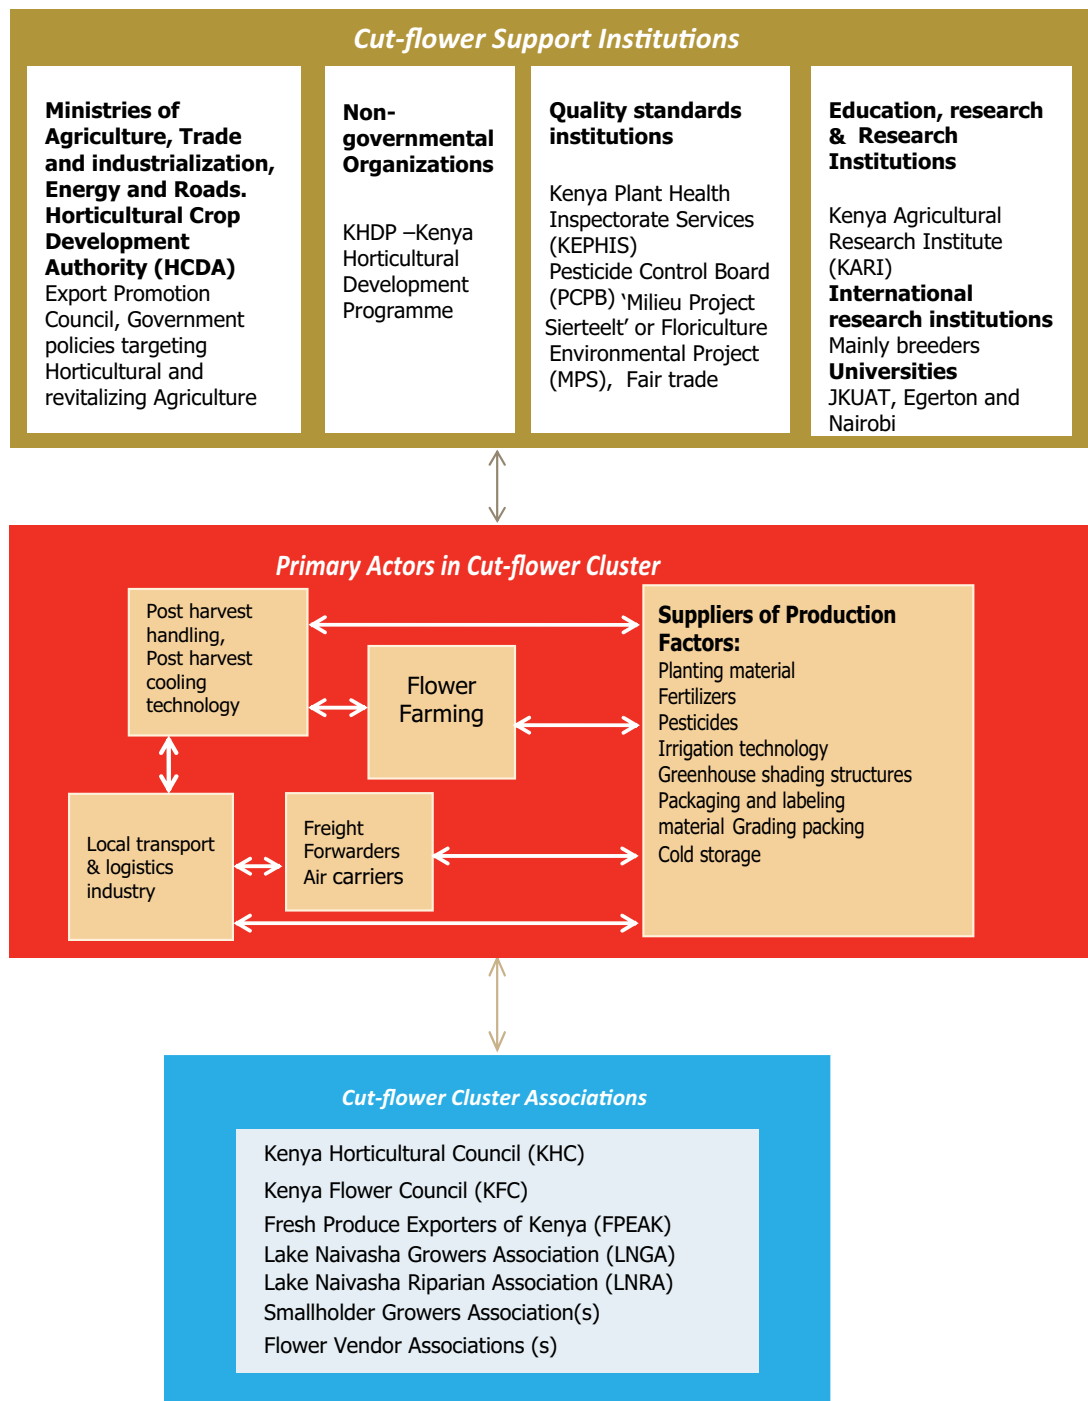 Cut-flower Support Institutions
Ministries of
Agriculture, Trade
and industrialization,
Energy and Roads.
Horticultural Crop
Development
Authority (HCDA)
Export Promotion
Council, Government
policies targeting
Horticultural and
revitalizing Agriculture
Non-
governmental
Organizations
KHDP –Kenya
Horticultural
Development
Programme
Quality standards
institutions
Kenya Plant Health
Inspectorate Services
(KEPHIS)
Pesticide Control Board
(PCPB) ‘Milieu Project
Sierteelt’ or Floriculture
Environmental Project
(MPS), Fair trade
Education, research
& Research
Institutions
Kenya Agricultural
Research Institute
(KARI)
International
research institutions
Mainly breeders
Universities
JKUAT, Egerton and
Nairobi
Primary Actors in Cut-flower Cluster
Post harvest
handling,
Post harvest
cooling
technology
Flower
Farming
Local transport
& logistics
industry
Freight
Forwarders
Air carriers
Suppliers of Production
Factors:
Planting material
Fertilizers
Pesticides
Irrigation technology
Greenhouse shading structures
Packaging and labeling
material Grading packing
Cold storage
Cut-flower Cluster Associations
Kenya Horticultural Council (KHC)
Kenya Flower Council (KFC)
Fresh Produce Exporters of Kenya (FPEAK)
Lake Naivasha Growers Association (LNGA)
Lake Naivasha Riparian Association (LNRA)
Smallholder Growers Association(s)
Flower Vendor Associations (s)